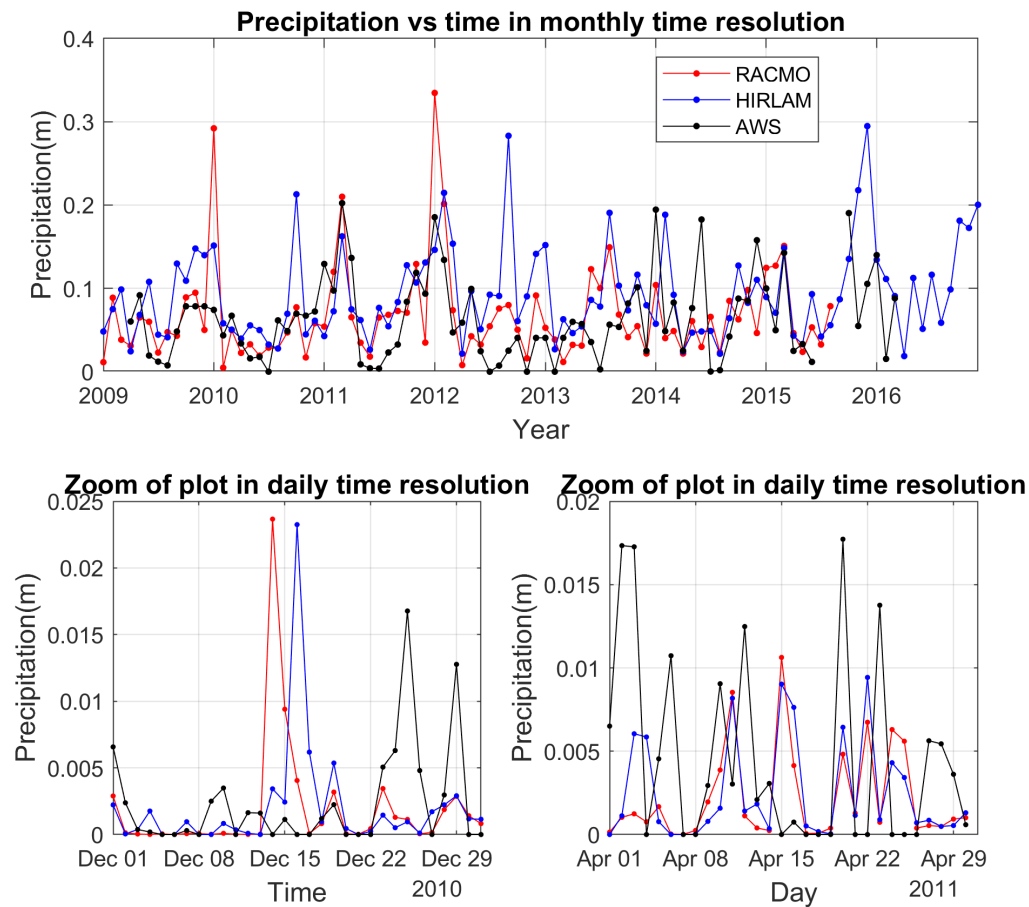 Precipitation vs time in monthly time resolution
0.4
0.3
0.2
0.1
0
Precipitation(m)
RACMO
HIRLAM
AWS
2009 2010 2011 2012 2013 2014 2015 2016
Year
Zoom of plot in daily time resolution
0.025
0.02
0.015
0.01
0.005
0
Precipitation(m)
Dec 01 Dec 08 Dec 15 Dec 22 Dec 29
Time
2010
Zoom of plot in daily time resolution
0.02
0.015
0.01
0.005
0
Precipitation(m)
Apr 01 Apr 08 Apr 15 Apr 22 Apr 29
Day
2011